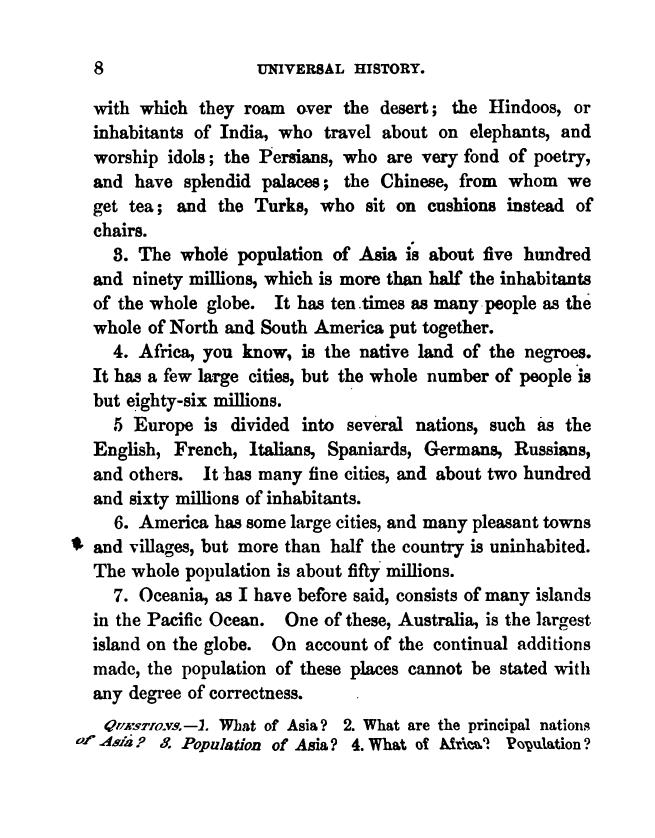 8 UNIVERSAL HISTORY.
with which they roam over the desert; the Hindoos, or
inhabitants of India, who travel about on elephants, and
worship idols; the Persians, who are very fond of poetry,
and have splendid palaces; the Chinese, from whom we
get tea; and the Turks, who sit on cushions instead of
chairs.
3. The whole population of Asia is about five hundred
and ninety millions, which is more than half the inhabitants
of the whole globe. It has ten times as many people as the
whole of North and South America put together.
4. Africa, you know, is the native land of the negroes.
It has a few large cities, but the whole number of people is
but eighty-six millions.
5 Europe is divided into several nations, such as the
English, French, Italians, Spaniards, Germans, Russians,
and others. It has many fine cities, and about two hundred
and sixty millions of inhabitants.
6. America has some large cities, and many pleasant towns
and villages, but more than half the country is uninhabited.
The whole population is about fifty millions.
7. Oceania, as I have before said, consists of many islands
in the Pacific Ocean. One of these, Australia, is the largest
island on the globe. On account of the continual additions
made, the population of these places cannot be stated with
any degree of correctness.
QUESTIONS.—1. What of Asia? 2. What are the principal nations
of Asia? 3. Population of Asia? 4. What of Africa? Population?